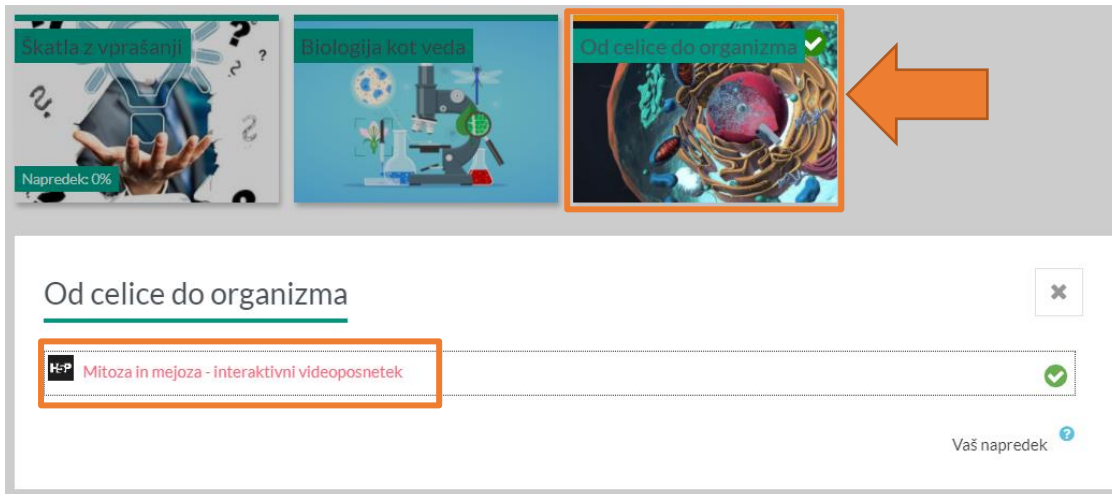 Škatla z vprašanji
Biologija kot veda
Od celice do organizma
Napredek: 0%
Od celice do organizma
H5P Mitoza in mejoza - interaktivni videoposnetek
Vaš napredek